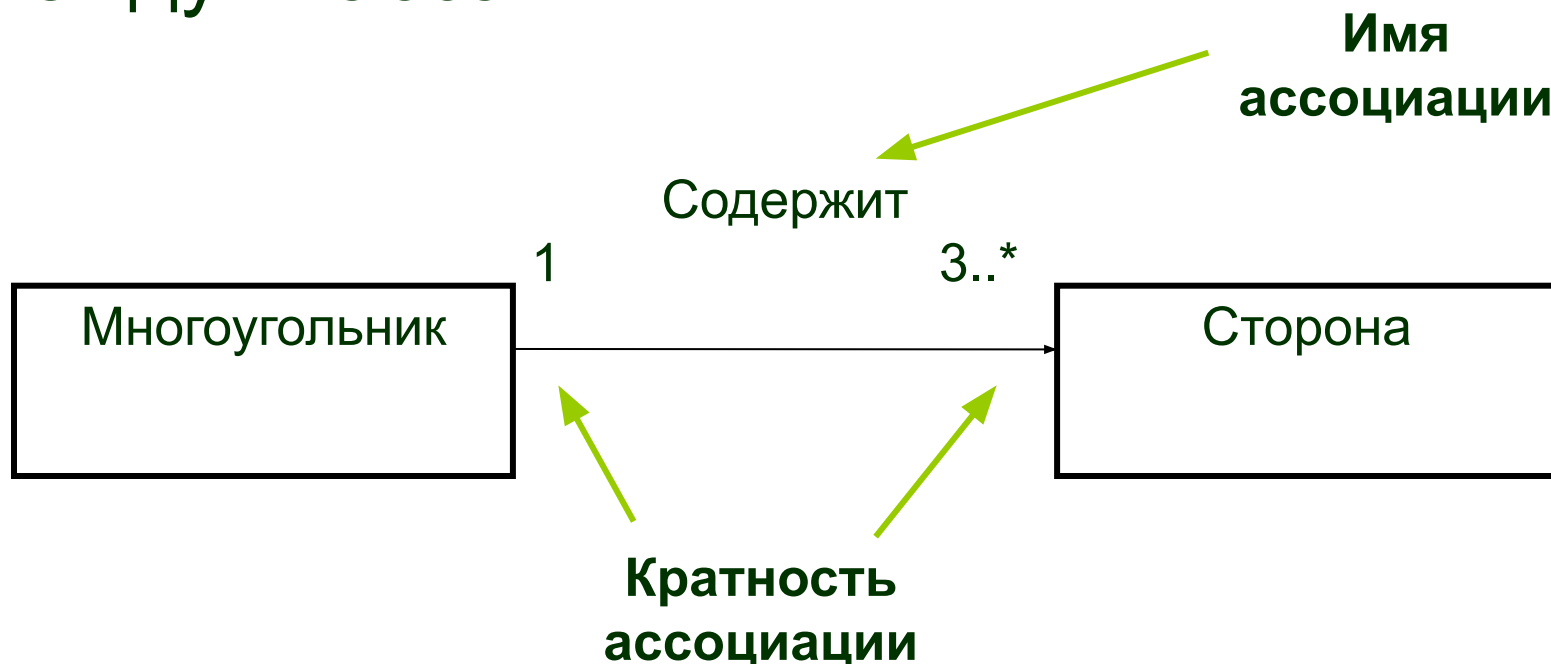 Имя
ассоциации
Содержит
1
3..*
Многоугольник
Сторона
Кратность
ассоциации